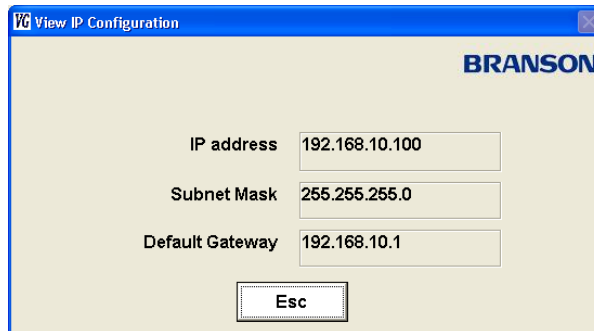 VG View IP Configuration
BRANSON
IP address 192.168.10.100
Subnet Mask 255.255.255.0
Default Gateway 192.168.10.1
Esc